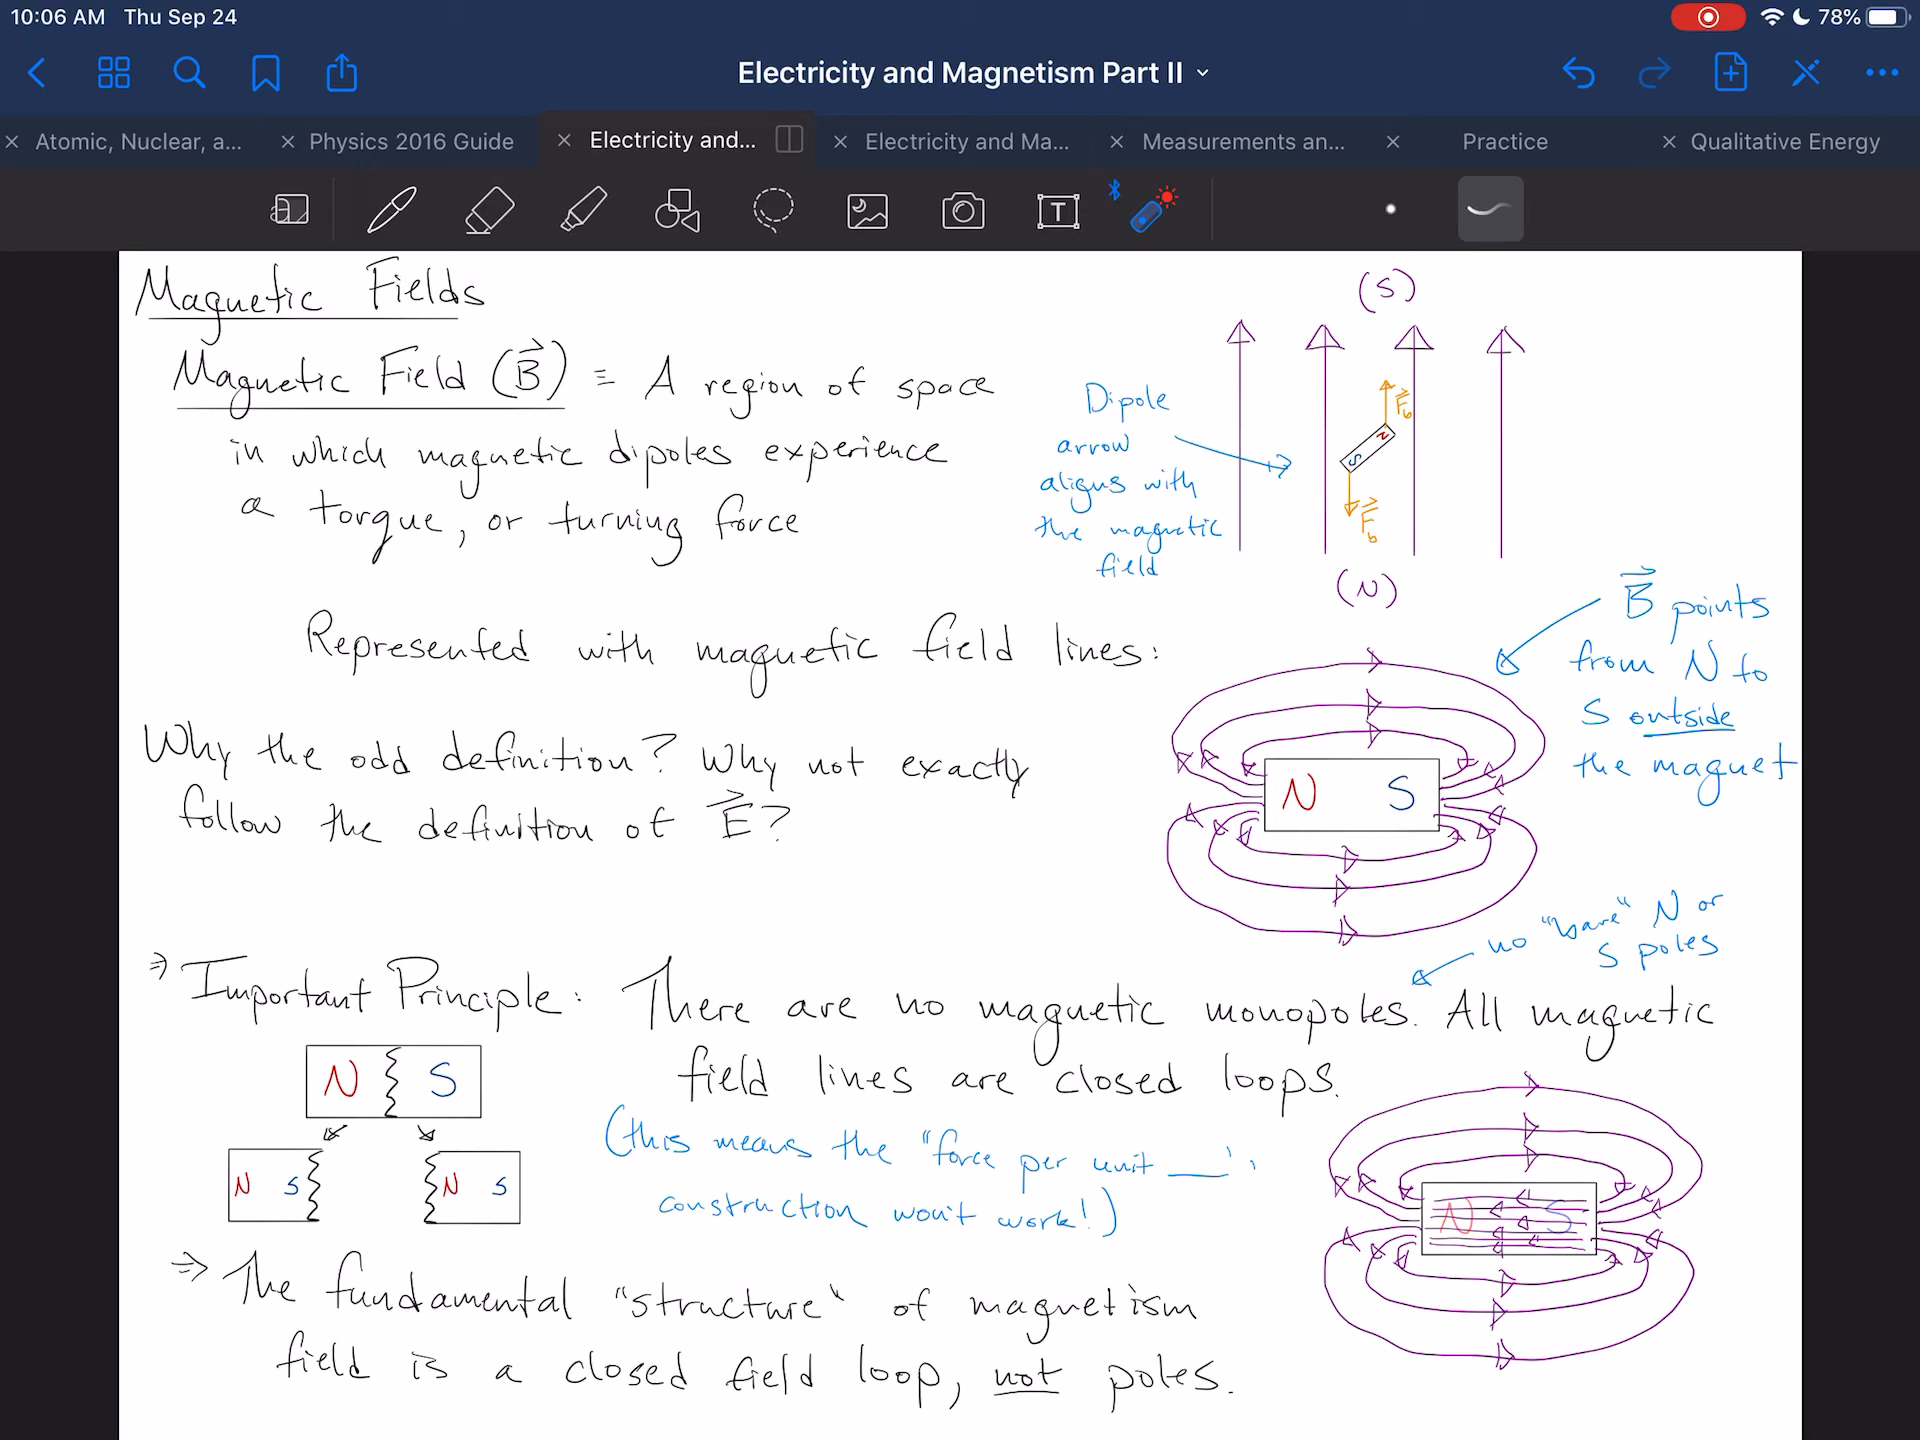 10:06 AM Thu Sep 24
78%
Electricity and Magnetism Part II
Atomic, Nuclear, a...
Physics 2016 Guide
Electricity and...
Electricity and Ma...
Measurements an...
Practice
Qualitative Energy
a
T
Magnetic Fields
Magnetic Field (B⃗) ≡ A region of space
in which magnetic dipoles experience
a torque, or turning force
(S)
Dipole
arrow
aligns with
the magnetic
field
F⃗b
N
S
F⃗b
(N)
Represented with magnetic field lines:
B⃗ points
from N to
S outside
the magnet
N S
Why the odd definition? Why not exactly
follow the definition of E⃗?
no "bare" N or
S poles
⇒ Important Principle: There are no magnetic monopoles. All magnetic
field lines are closed loops.
N S
N S
N S
(this means the "force per unit ___"
construction won't work!)
N S
⇒ The fundamental "structure" of magnetism
field is a closed field loop, not poles.